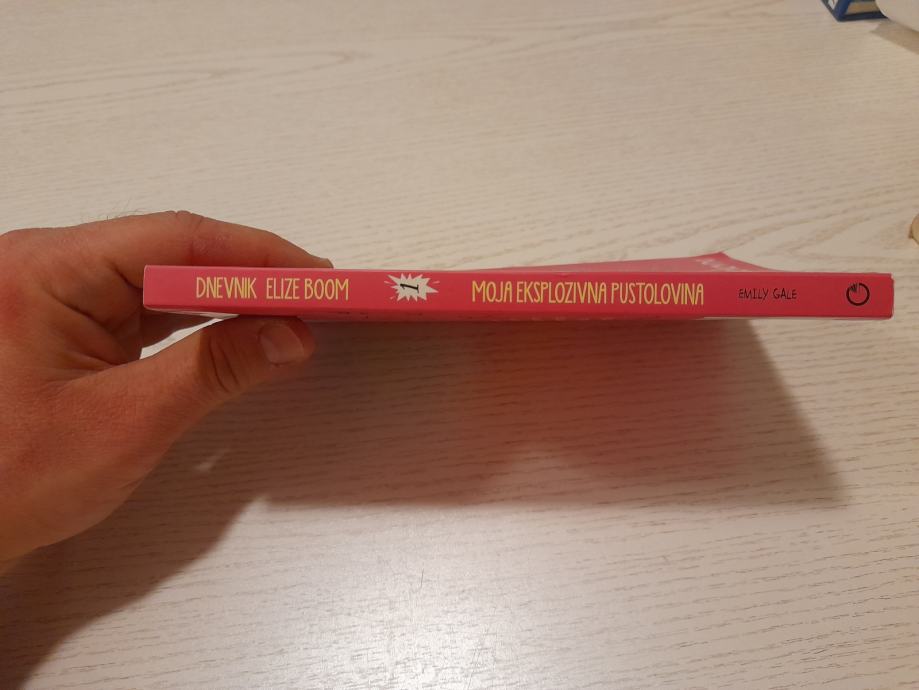 DNEVNIK ELIZE BOOM 1 MOJA EKSPLOZIVNA PUSTOLOVINA EMILY GALE